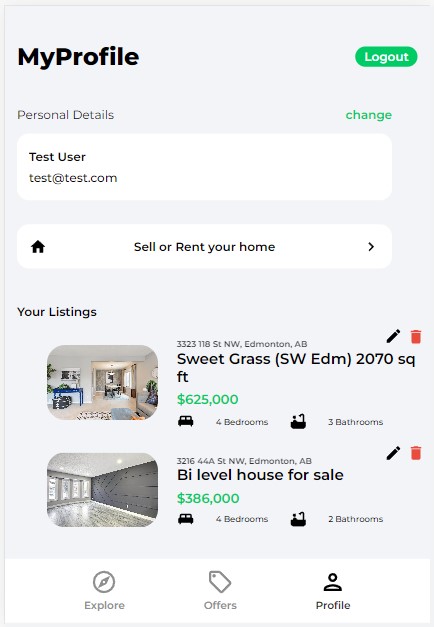 MyProfile
Logout
Personal Details
change
Test User
test@test.com
Sell or Rent your home
Your Listings
3323 118 St NW, Edmonton, AB
Sweet Grass (SW Edm) 2070 sq
ft
$625,000
4 Bedrooms
3 Bathrooms
3216 44A St NW, Edmonton, AB
Bi level house for sale
$386,000
4 Bedrooms
2 Bathrooms
Explore
Offers
Profile